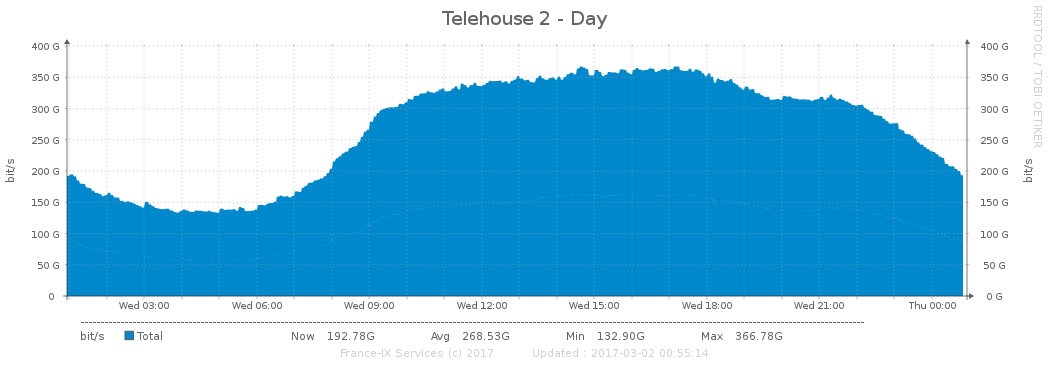 Telehouse 2 - Day
RRDTOOL / TOBI OETIKER
400 G 400 G
350 G 350 G
300 G 300 G
250 G 250 G
200 G 200 G
150 G 150 G
100 G 100 G
50 G 50 G
0 0 G
bit/s bit/s
Wed 03:00 Wed 06:00 Wed 09:00 Wed 12:00 Wed 15:00 Wed 18:00 Wed 21:00 Thu 00:00
bit/s Total Now 192.78G Avg 268.53G Min 132.90G Max 366.78G
France-IX Services (c) 2017 Updated : 2017-03-02 00:55:14